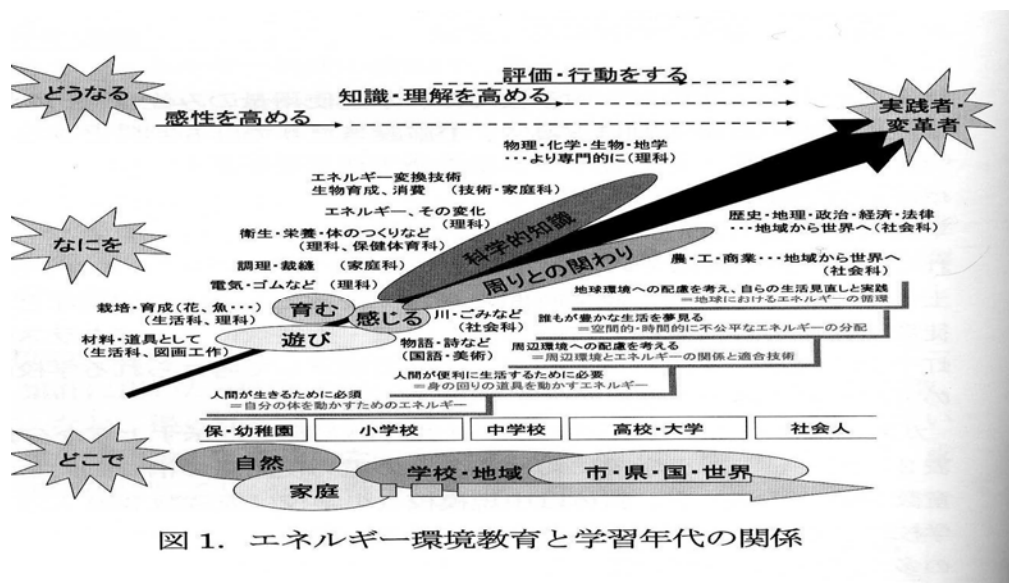 どうなる
評価・行動をする
知識・理解を高める
感性を高める
実践者・
変革者
物理・化学・生物・地学
…より専門的に(理科)
エネルギー変換技術
生物育成、消費 (技術・家庭科)
エネルギー、その変化
(理科)
衛生・栄養・体のつくりなど
(理科、保健体育科)
調理・裁縫 (家庭科)
電気・ゴムなど (理科)
なにを
科学的知識
周りとの関わり
歴史・地理・政治・経済・法律
…地域から世界へ(社会科)
農・工・商業…地域から世界へ
(社会科)
栽培・育成(花、魚…)
(生活科、理科)
育む
感じる
遊び
材料・道具として
(生活科、図画工作)
川・ごみなど
(社会科)
物語・詩など
(国語・美術)
地球環境への配慮を考え、自らの生活見直しと実践
=地球におけるエネルギーの循環
誰もが豊かな生活を夢見る
=空間的・時間的に不公平なエネルギーの分配
周辺環境への配慮を考える
=周辺環境とエネルギーの関係と適合技術
人間が便利に生活するために必要
=身の回りの道具を動かすエネルギー
人間が生きるために必須
=自分の体を動かすためのエネルギー
保・幼稚園
小学校
中学校
高校・大学
社会人
どこで
自然
家庭
学校・地域
市・県・国・世界
図1. エネルギー環境教育と学習年代の関係